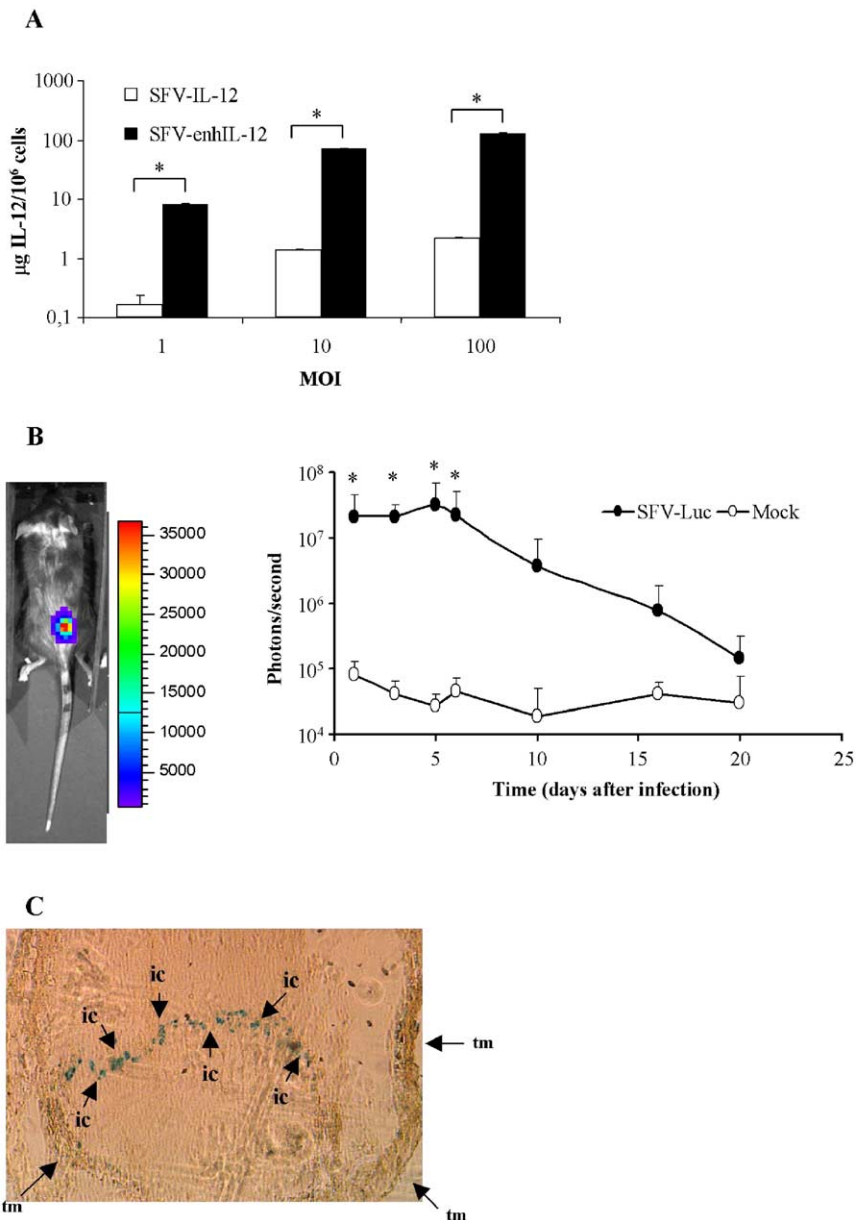 A
1000
100
10
1
0,1
µg IL-12/10⁶ cells
SFV-IL-12
SFV-enhIL-12
*
*
*
1
10
100
MOI
B
35000
30000
25000
20000
15000
10000
5000
10⁸
10⁷
10⁶
10⁵
10⁴
Photons/second
* * * *
SFV-Luc
Mock
0
5
10
15
20
25
Time (days after infection)
C
ic
ic
ic
ic
ic
ic
ic
tm
tm
tm